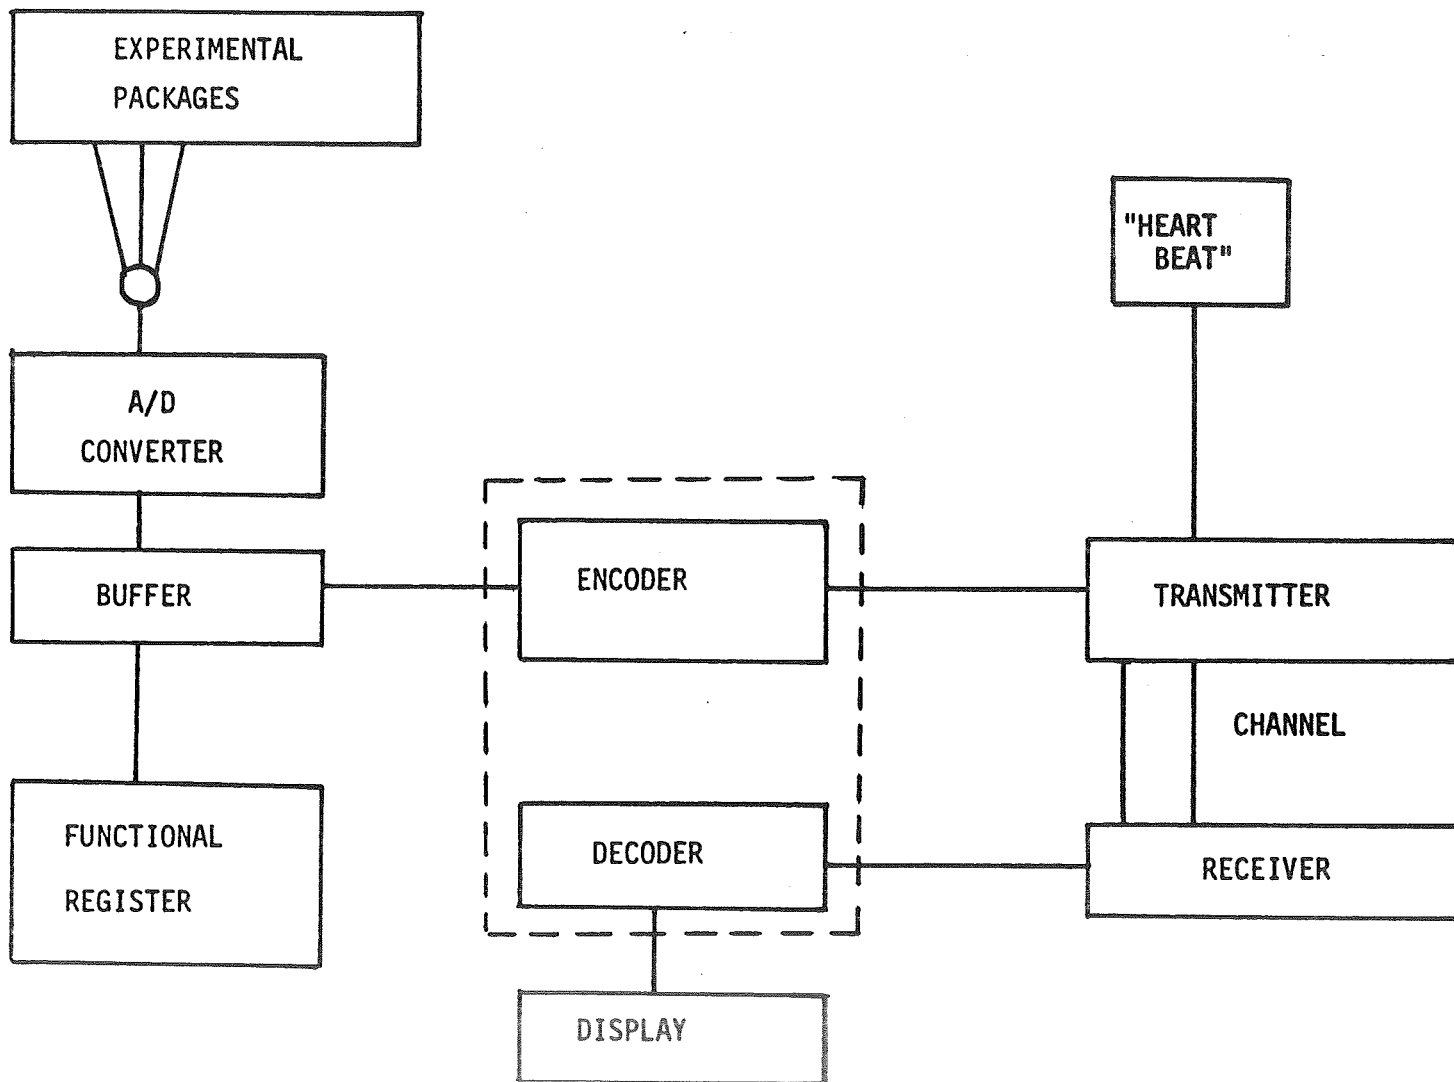 EXPERIMENTAL
PACKAGES
"HEART
BEAT"
A/D
CONVERTER
BUFFER
ENCODER
TRANSMITTER
CHANNEL
FUNCTIONAL
REGISTER
DECODER
RECEIVER
DISPLAY